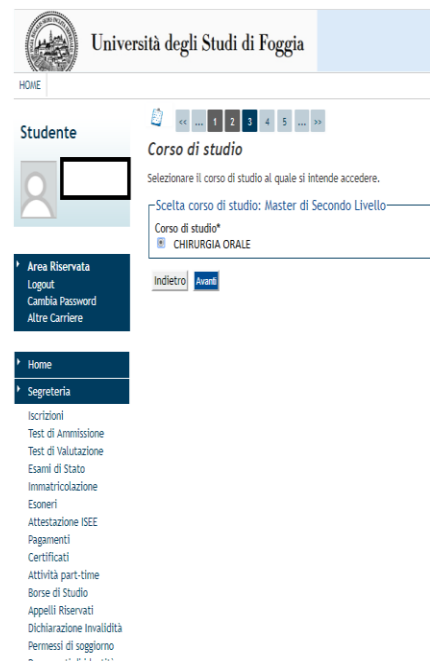 Università degli Studi di Foggia
HOME
Studente
<< ... 1 2 3 4 5 ... >>
Corso di studio
Selezionare il corso di studio al quale si intende accedere.
Scelta corso di studio: Master di Secondo Livello
Corso di studio*
CHIRURGIA ORALE
Indietro Avanti
Area Riservata
Logout
Cambia Password
Altre Carriere
Home
Segreteria
Iscrizioni
Test di Ammissione
Test di Valutazione
Esami di Stato
Immatricolazione
Esoneri
Attestazione ISEE
Pagamenti
Certificati
Attività part-time
Borse di Studio
Appelli Riservati
Dichiarazione Invalidità
Permessi di soggiorno